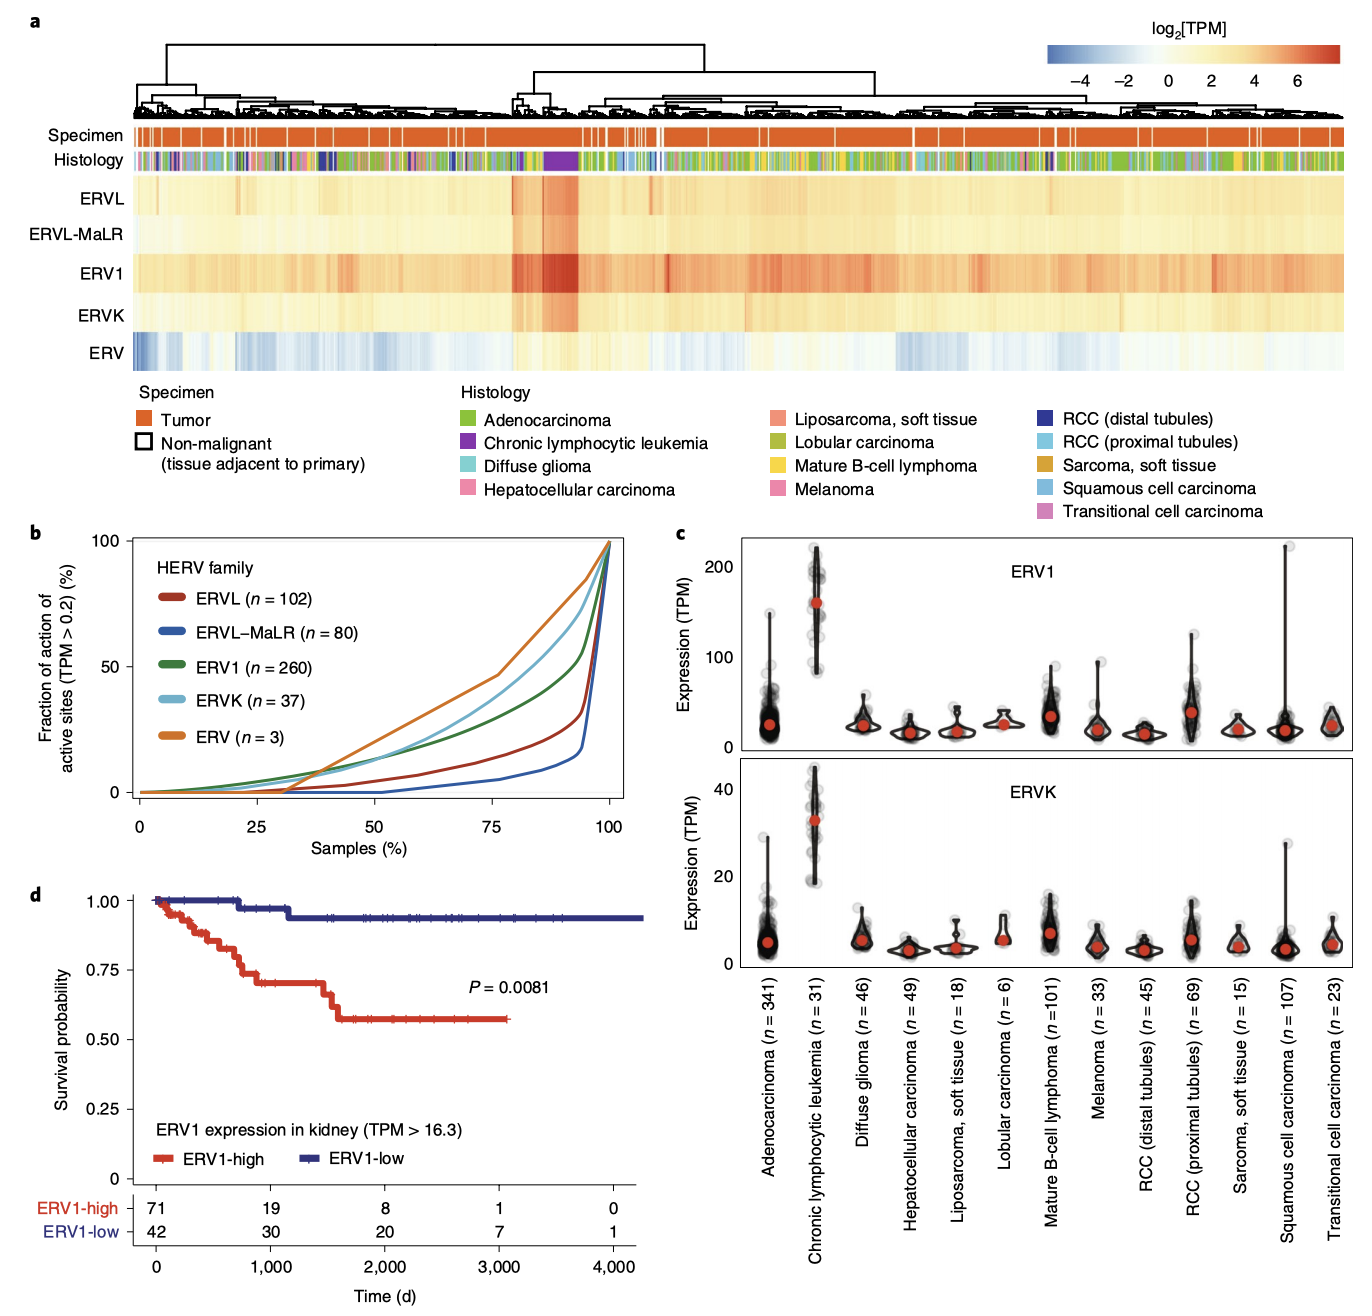 a
log2[TPM]
−4 −2 0 2 4 6
Specimen
Histology
ERVL
ERVL-MaLR
ERV1
ERVK
ERV
Specimen
Tumor
Non-malignant
(tissue adjacent to primary)
Histology
Adenocarcinoma
Chronic lymphocytic leukemia
Diffuse glioma
Hepatocellular carcinoma
Liposarcoma, soft tissue
Lobular carcinoma
Mature B-cell lymphoma
Melanoma
RCC (distal tubules)
RCC (proximal tubules)
Sarcoma, soft tissue
Squamous cell carcinoma
Transitional cell carcinoma
b
Fraction of action of
active sites (TPM > 0.2) (%)
100
50
0
HERV family
ERVL (n = 102)
ERVL–MaLR (n = 80)
ERV1 (n = 260)
ERVK (n = 37)
ERV (n = 3)
0 25 50 75 100
Samples (%)
c
Expression (TPM)
200
100
0
ERV1
Expression (TPM)
40
20
0
ERVK
Adenocarcinoma (n = 341)
Chronic lymphocytic leukemia (n = 31)
Diffuse glioma (n = 46)
Hepatocellular carcinoma (n = 49)
Liposarcoma, soft tissue (n = 18)
Lobular carcinoma (n = 6)
Mature B-cell lymphoma (n =101)
Melanoma (n = 33)
RCC (distal tubules) (n = 45)
RCC (proximal tubules) (n = 69)
Sarcoma, soft tissue (n = 15)
Squamous cell carcinoma (n = 107)
Transitional cell carcinoma (n = 23)
d
Survival probability
1.00
0.75
0.50
0.25
0
P = 0.0081
ERV1 expression in kidney (TPM > 16.3)
ERV1-high ERV1-low
ERV1-high 71 19 8 1 0
ERV1-low 42 30 20 7 1
0 1,000 2,000 3,000 4,000
Time (d)